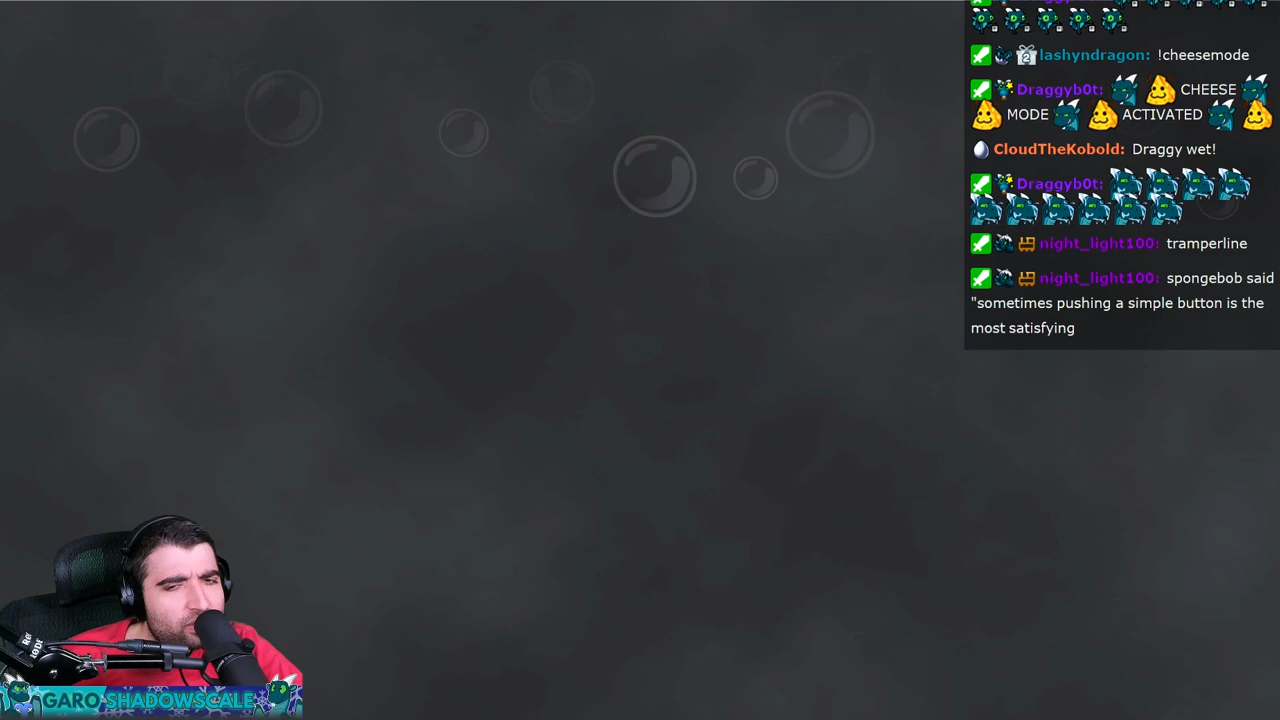 lashyndragon: !cheesemode
Draggyb0t: CHEESE
MODE ACTIVATED
CloudTheKobold: Draggy wet!
Draggyb0t:
night_light100: tramperline
night_light100: spongebob said
"sometimes pushing a simple button is the
most satisfying
RØDE
GARO SHADOWSCALE